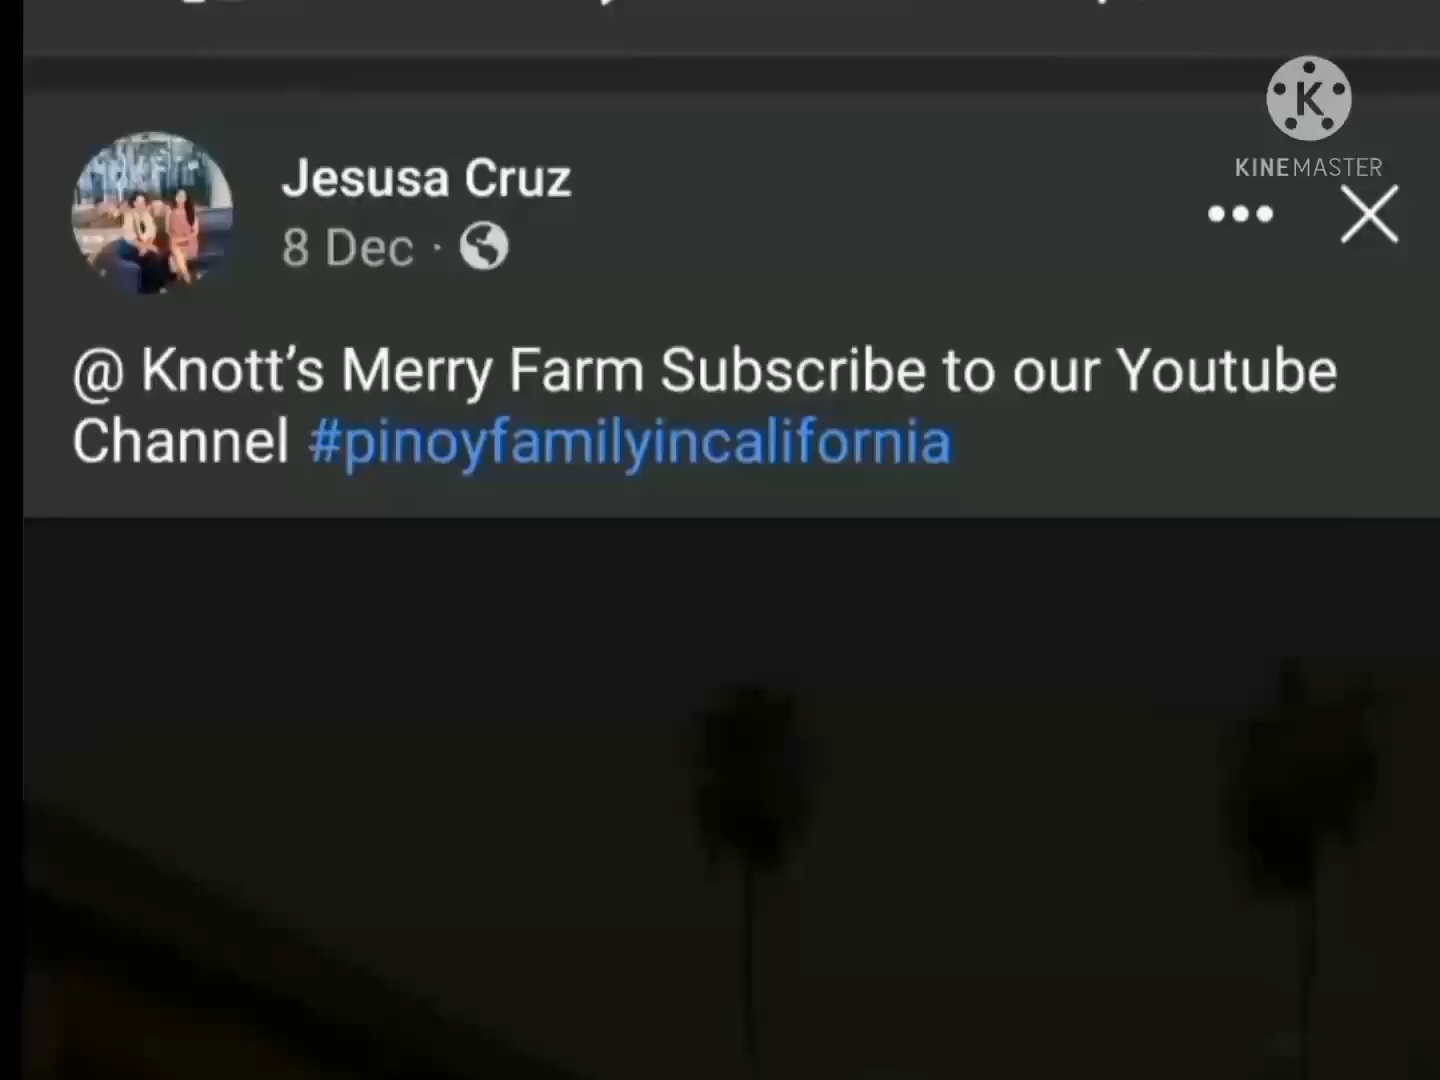 K
KINEMASTER
Jesusa Cruz
8 Dec ·
@ Knott’s Merry Farm Subscribe to our Youtube
Channel #pinoyfamilyincalifornia